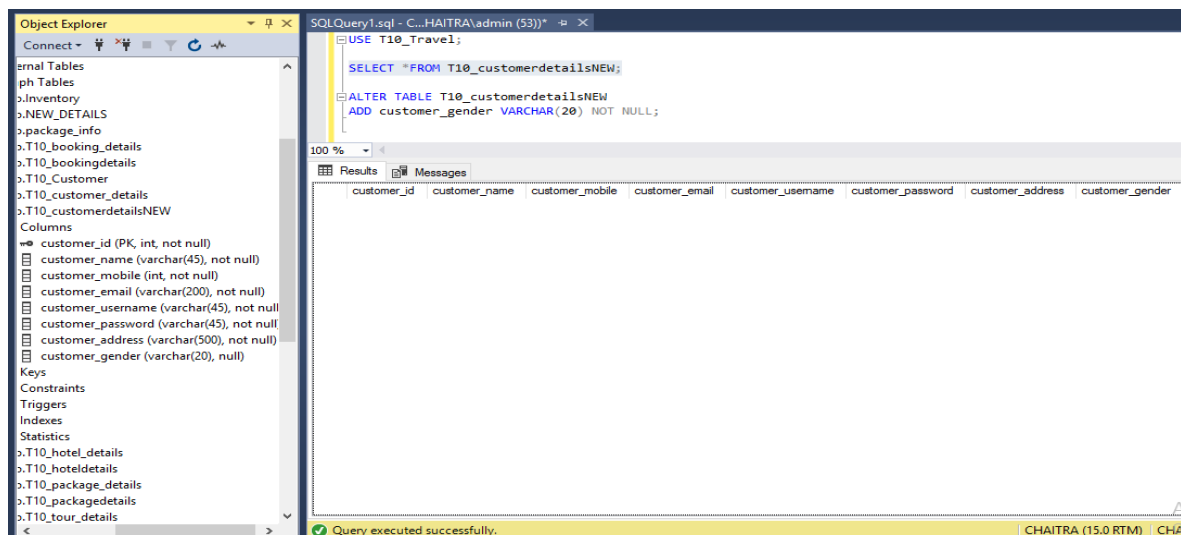 Object Explorer
Connect
ernal Tables
ph Tables
o.Inventory
o.NEW_DETAILS
o.package_info
o.T10_booking_details
o.T10_bookingdetails
o.T10_Customer
o.T10_customer_details
o.T10_customerdetailsNEW
Columns
customer_id (PK, int, not null)
customer_name (varchar(45), not null)
customer_mobile (int, not null)
customer_email (varchar(200), not null)
customer_username (varchar(45), not null
customer_password (varchar(45), not null
customer_address (varchar(500), not null)
customer_gender (varchar(20), null)
Keys
Constraints
Triggers
Indexes
Statistics
o.T10_hotel_details
o.T10_hoteldetails
o.T10_package_details
o.T10_packagedetails
o.T10_tour_details
SQLQuery1.sql - C...HAITRA\admin (53))*
USE T10_Travel;
SELECT *FROM T10_customerdetailsNEW;
ALTER TABLE T10_customerdetailsNEW
ADD customer_gender VARCHAR(20) NOT NULL;
100 %
Results Messages
customer_id customer_name customer_mobile customer_email customer_username customer_password customer_address customer_gender
Query executed successfully. CHAITRA (15.0 RTM) CHA